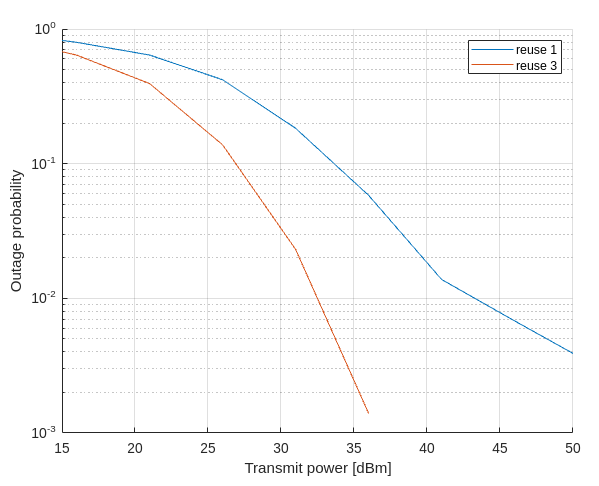 10^0
reuse 1
reuse 3
10^-1
Outage probability
10^-2
10^-3
15 20 25 30 35 40 45 50
Transmit power [dBm]